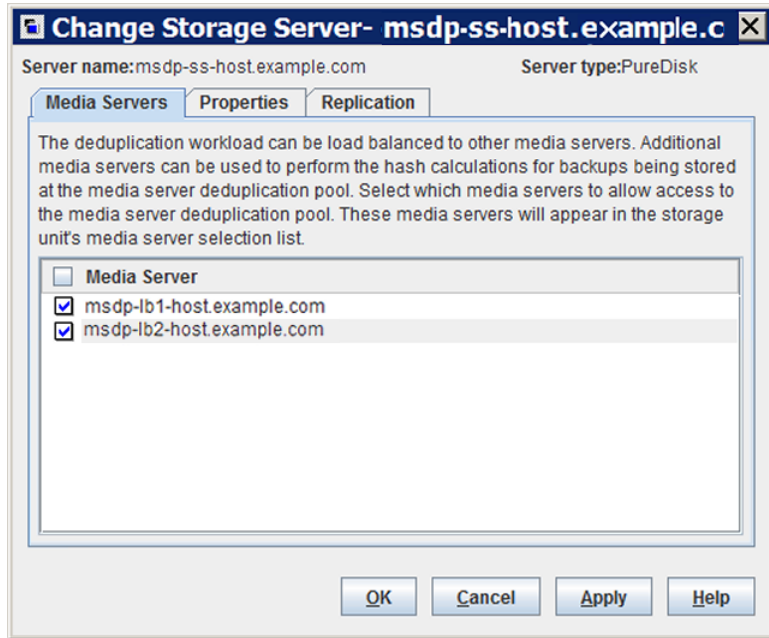 Change Storage Server- msdp-ss-host.example.c
Server name:msdp-ss-host.example.com Server type:PureDisk
Media Servers Properties Replication
The deduplication workload can be load balanced to other media servers. Additional
media servers can be used to perform the hash calculations for backups being stored
at the media server deduplication pool. Select which media servers to allow access to
the media server deduplication pool. These media servers will appear in the storage
unit's media server selection list.
Media Server
msdp-lb1-host.example.com
msdp-lb2-host.example.com
OK Cancel Apply Help